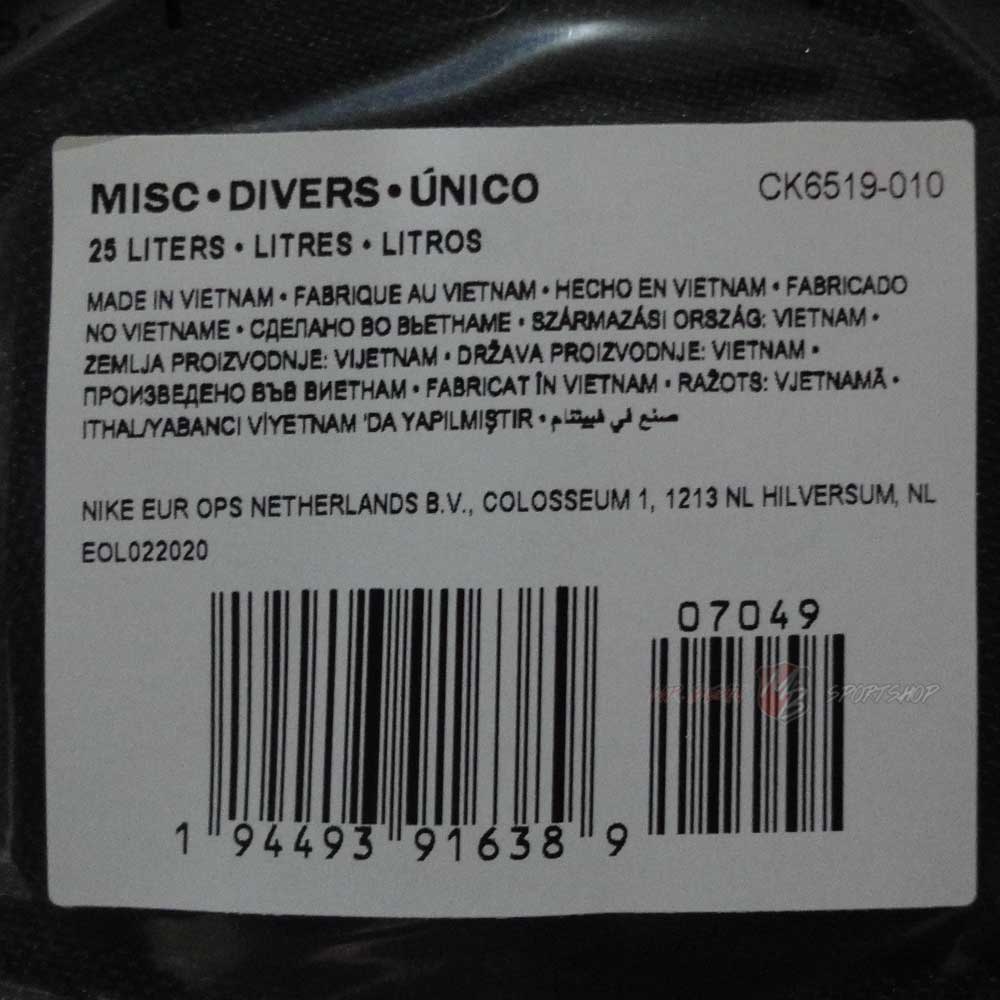 MISC • DIVERS • ÚNICO
CK6519-010
25 LITERS • LITRES • LITROS
MADE IN VIETNAM • FABRIQUE AU VIETNAM • HECHO EN VIETNAM • FABRICADO
NO VIETNAME • СДЕЛАНО ВО ВЬЕТНАМЕ • SZÁRMAZÁSI ORSZÁG: VIETNAM •
ZEMLJA PROIZVODNJE: VIJETNAM • DRŽAVA PROIZVODNJE: VIETNAM •
ПРОИЗВЕДЕНО ВЪВ ВИЕТНАМ • FABRICAT ÎN VIETNAM • RAŽOTS: VJETNAMĀ •
ITHAL/YABANCI VİYETNAM 'DA YAPILMIŞTIR • صنع في فييتنام
NIKE EUR OPS NETHERLANDS B.V., COLOSSEUM 1, 1213 NL HILVERSUM, NL
EOL022020
07049
SPORTSHOP
1 94493 91638 9